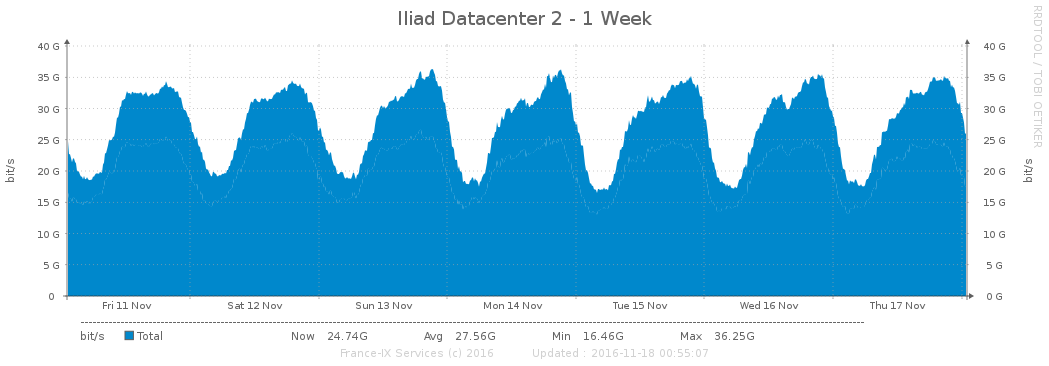 Iliad Datacenter 2 - 1 Week
RRDTOOL / TOBI OETIKER
40 G 40 G
35 G 35 G
30 G 30 G
25 G 25 G
20 G 20 G
15 G 15 G
10 G 10 G
5 G 5 G
0 0 G
bit/s
bit/s
Fri 11 Nov Sat 12 Nov Sun 13 Nov Mon 14 Nov Tue 15 Nov Wed 16 Nov Thu 17 Nov
bit/s Total Now 24.74G Avg 27.56G Min 16.46G Max 36.25G
France-IX Services (c) 2016 Updated : 2016-11-18 00:55:07